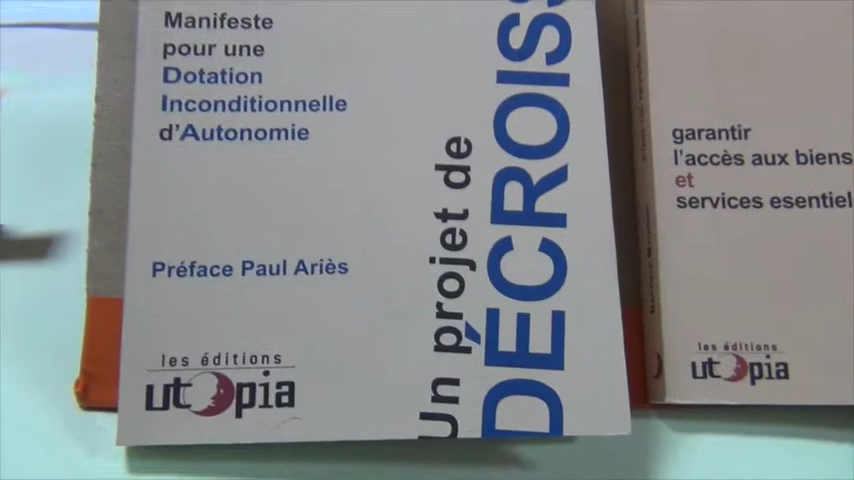 Manifeste
pour une
Dotation
Inconditionnelle
d'Autonomie
Préface Paul Ariès
les éditions
utopia
Un projet de
DÉCROISS
garantir
l'accès aux biens
et
services esentiel
les éditions
utopia